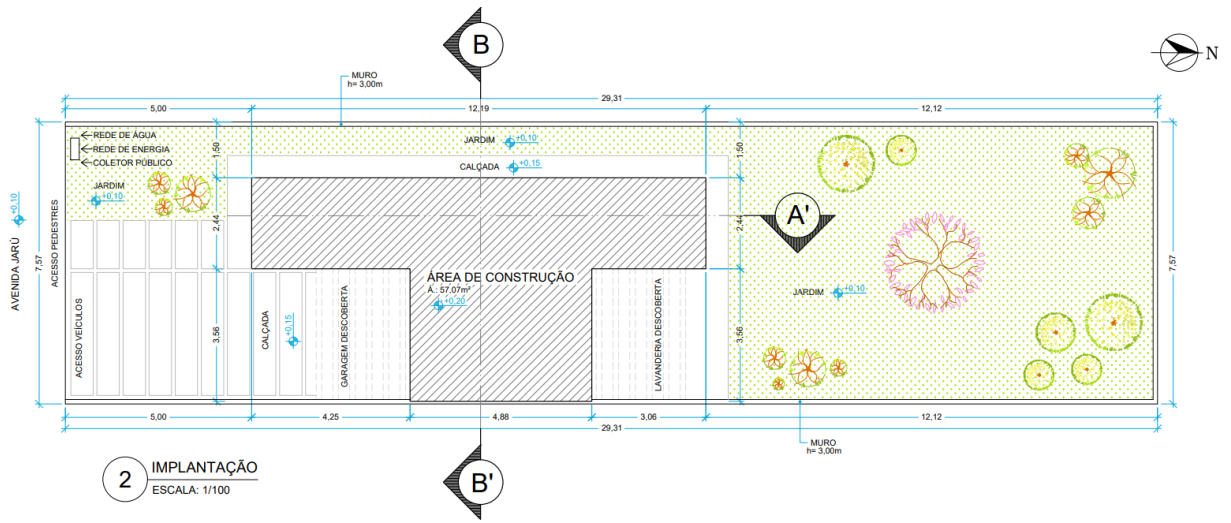 B
N
MURO
h= 3,00m
29,31
5,00
12,19
12,12
REDE DE ÁGUA
REDE DE ENERGIA
COLETOR PÚBLICO
JARDIM
+0,10
1,50
CALÇADA
+0,15
1,50
JARDIM
+0,10
+0,10
AVENIDA JARÚ
ACESSO PEDESTRES
7,57
2,44
2,44
A'
7,57
ÁREA DE CONSTRUÇÃO
Á.: 57,07m²
+0,20
JARDIM
+0,10
ACESSO VEÍCULOS
CALÇADA
+0,15
3,56
GARAGEM DESCOBERTA
LAVANDERIA DESCOBERTA
3,56
5,00
4,25
4,88
3,06
12,12
29,31
MURO
h= 3,00m
2
IMPLANTAÇÃO
ESCALA: 1/100
B'